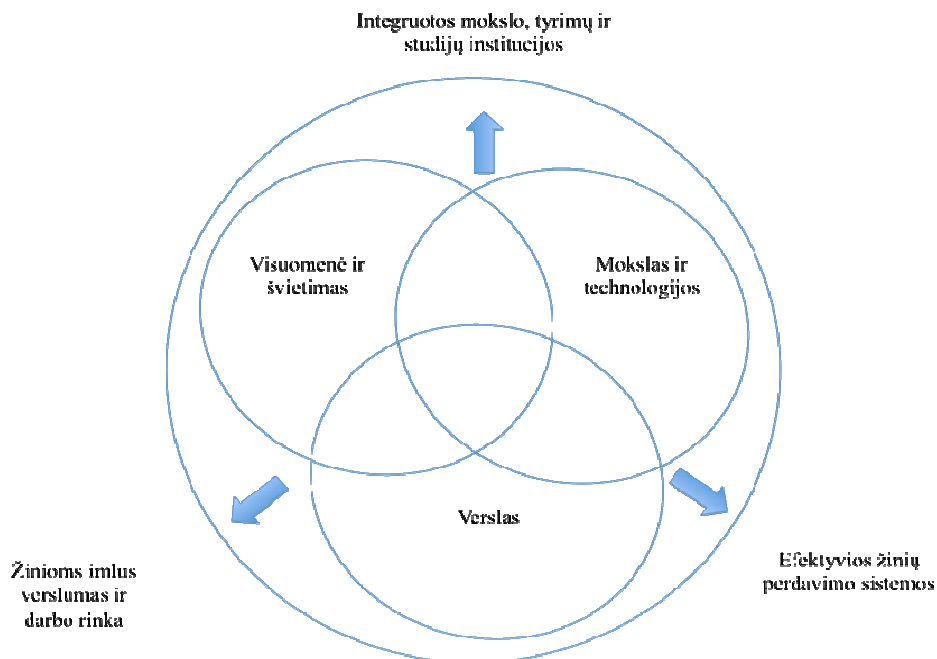 Integruotos mokslo, tyrimų ir
studijų institucijos
Visuomenė ir
švietimas
Mokslas ir
technologijos
Verslas
Žinioms imlus
verslumas ir
darbo rinka
Efektyvios žinių
perdavimo sistemos